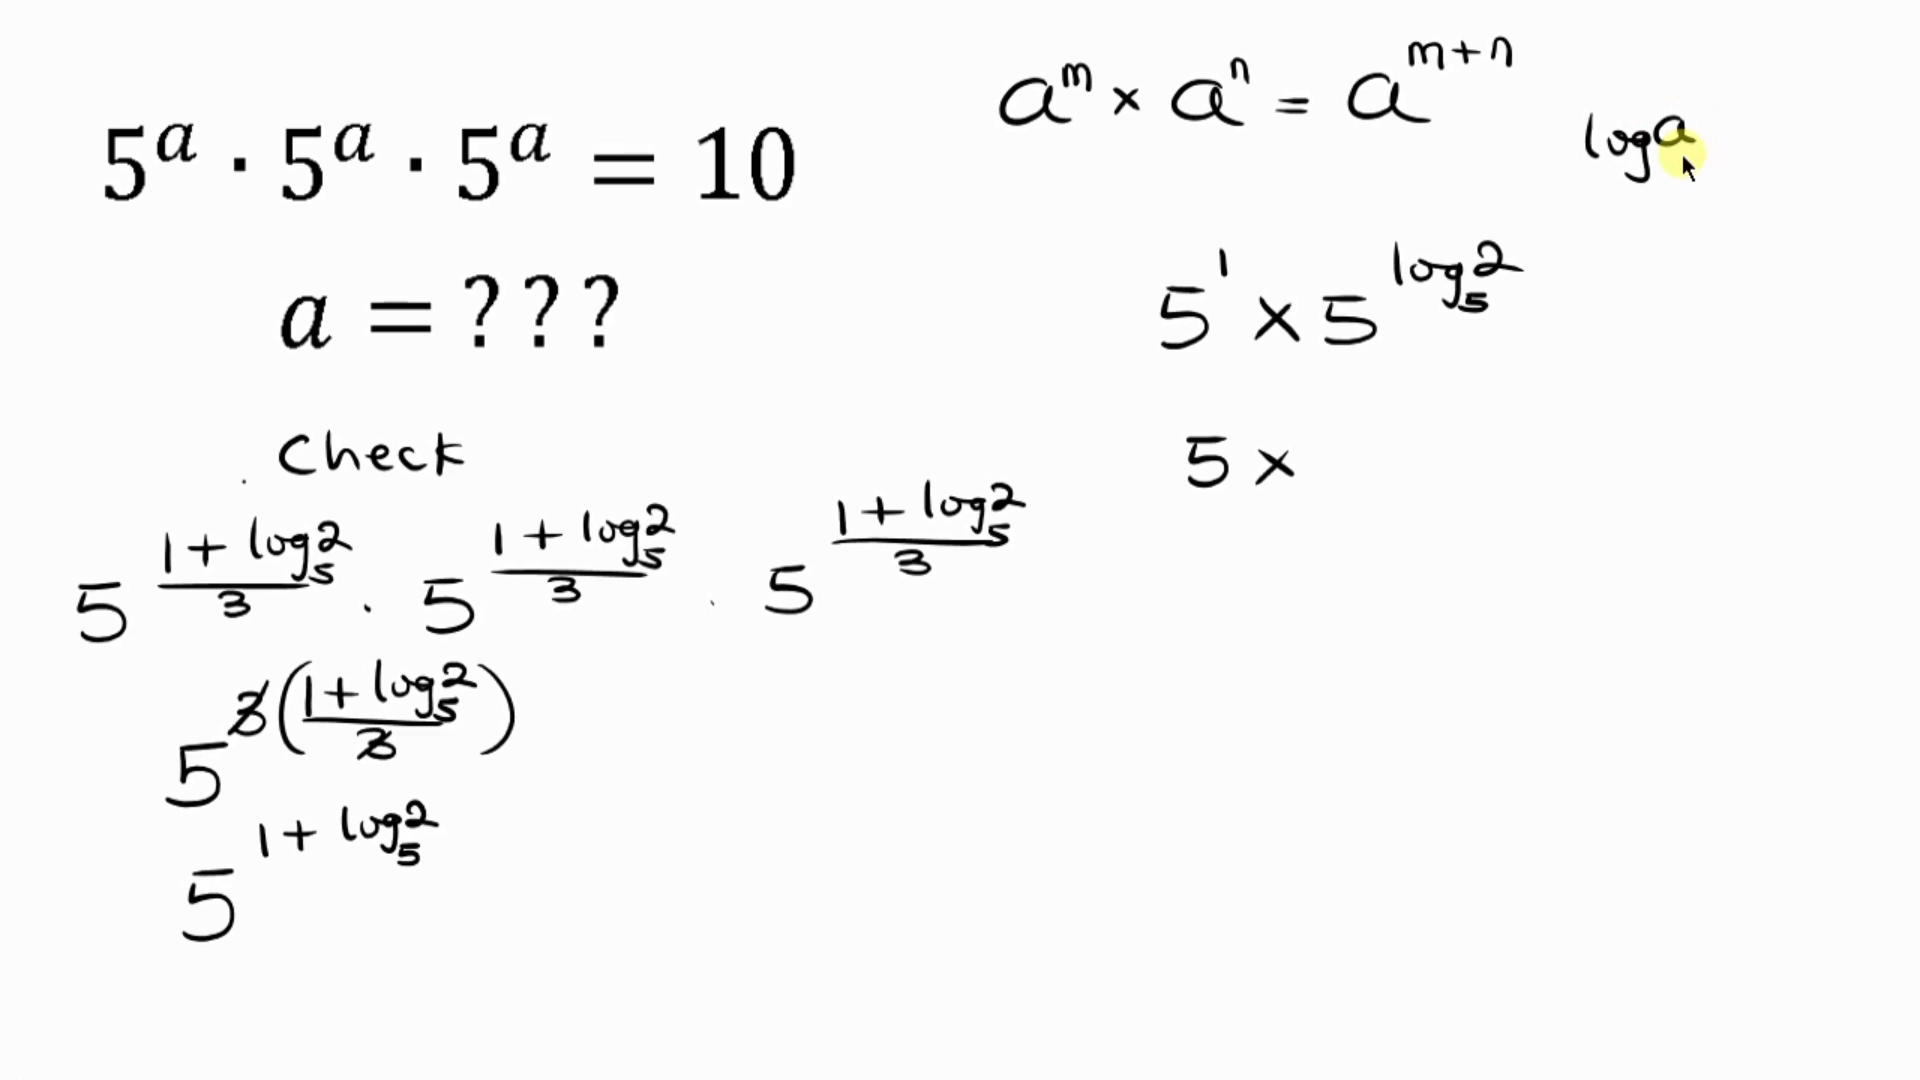 5^a · 5^a · 5^a = 10
a = ???
Check
5^((1 + log_5 2)/3) · 5^((1 + log_5 2)/3) · 5^((1 + log_5 2)/3)
5^(3((1 + log_5 2)/3))
5^(1 + log_5 2)
a^m × a^n = a^(m+n)
log a
5^1 × 5^(log_5 2)
5 ×